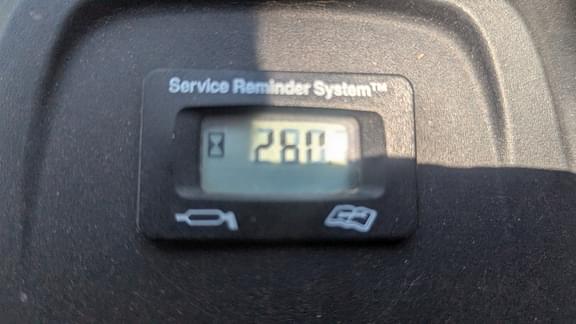 Service Reminder System™
280.